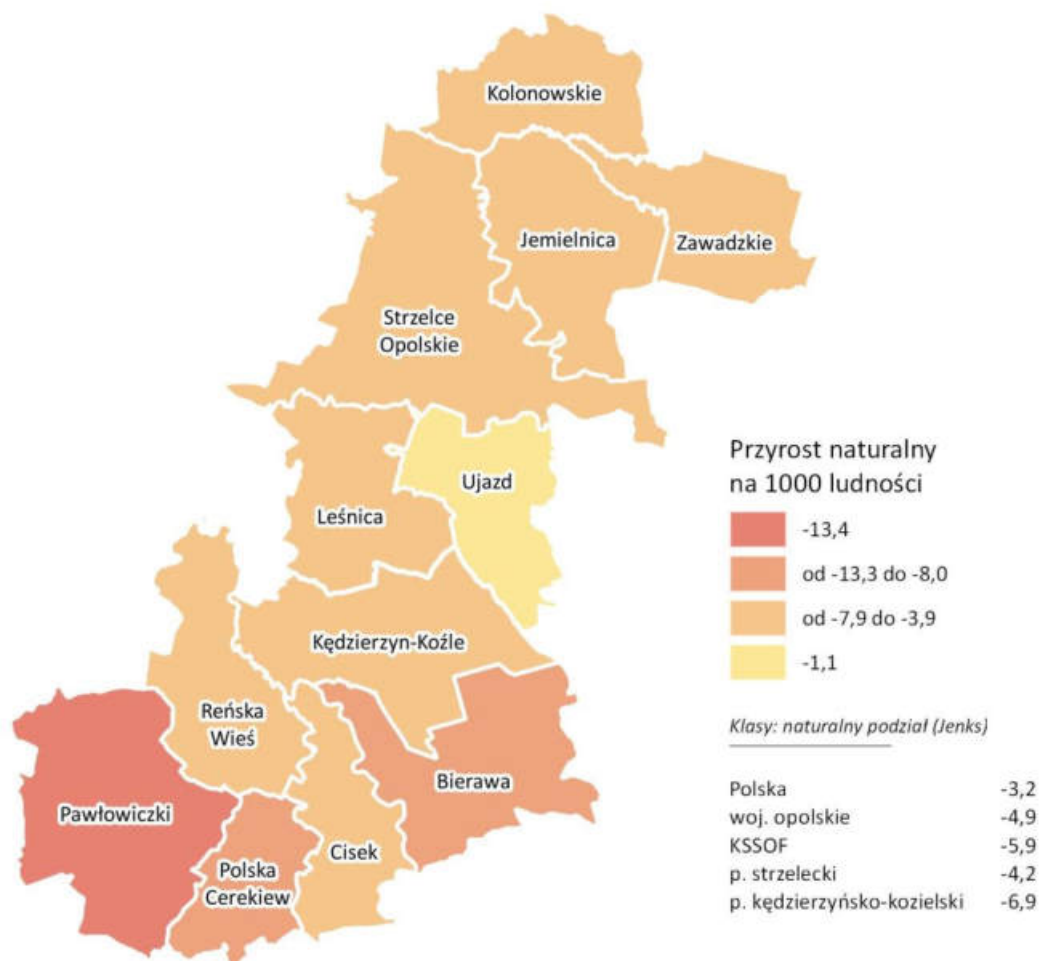 Kolonowskie
Jemielnica
Zawadzkie
Strzelce
Opolskie
Ujazd
Leśnica
Kędzierzyn-Koźle
Reńska
Wieś
Bierawa
Pawłowiczki
Cisek
Polska
Cerekiew
Przyrost naturalny
na 1000 ludności
-13,4
od -13,3 do -8,0
od -7,9 do -3,9
-1,1
Klasy: naturalny podział (Jenks)
Polska -3,2
woj. opolskie -4,9
KSSOF -5,9
p. strzelecki -4,2
p. kędzierzyńsko-kozielski -6,9